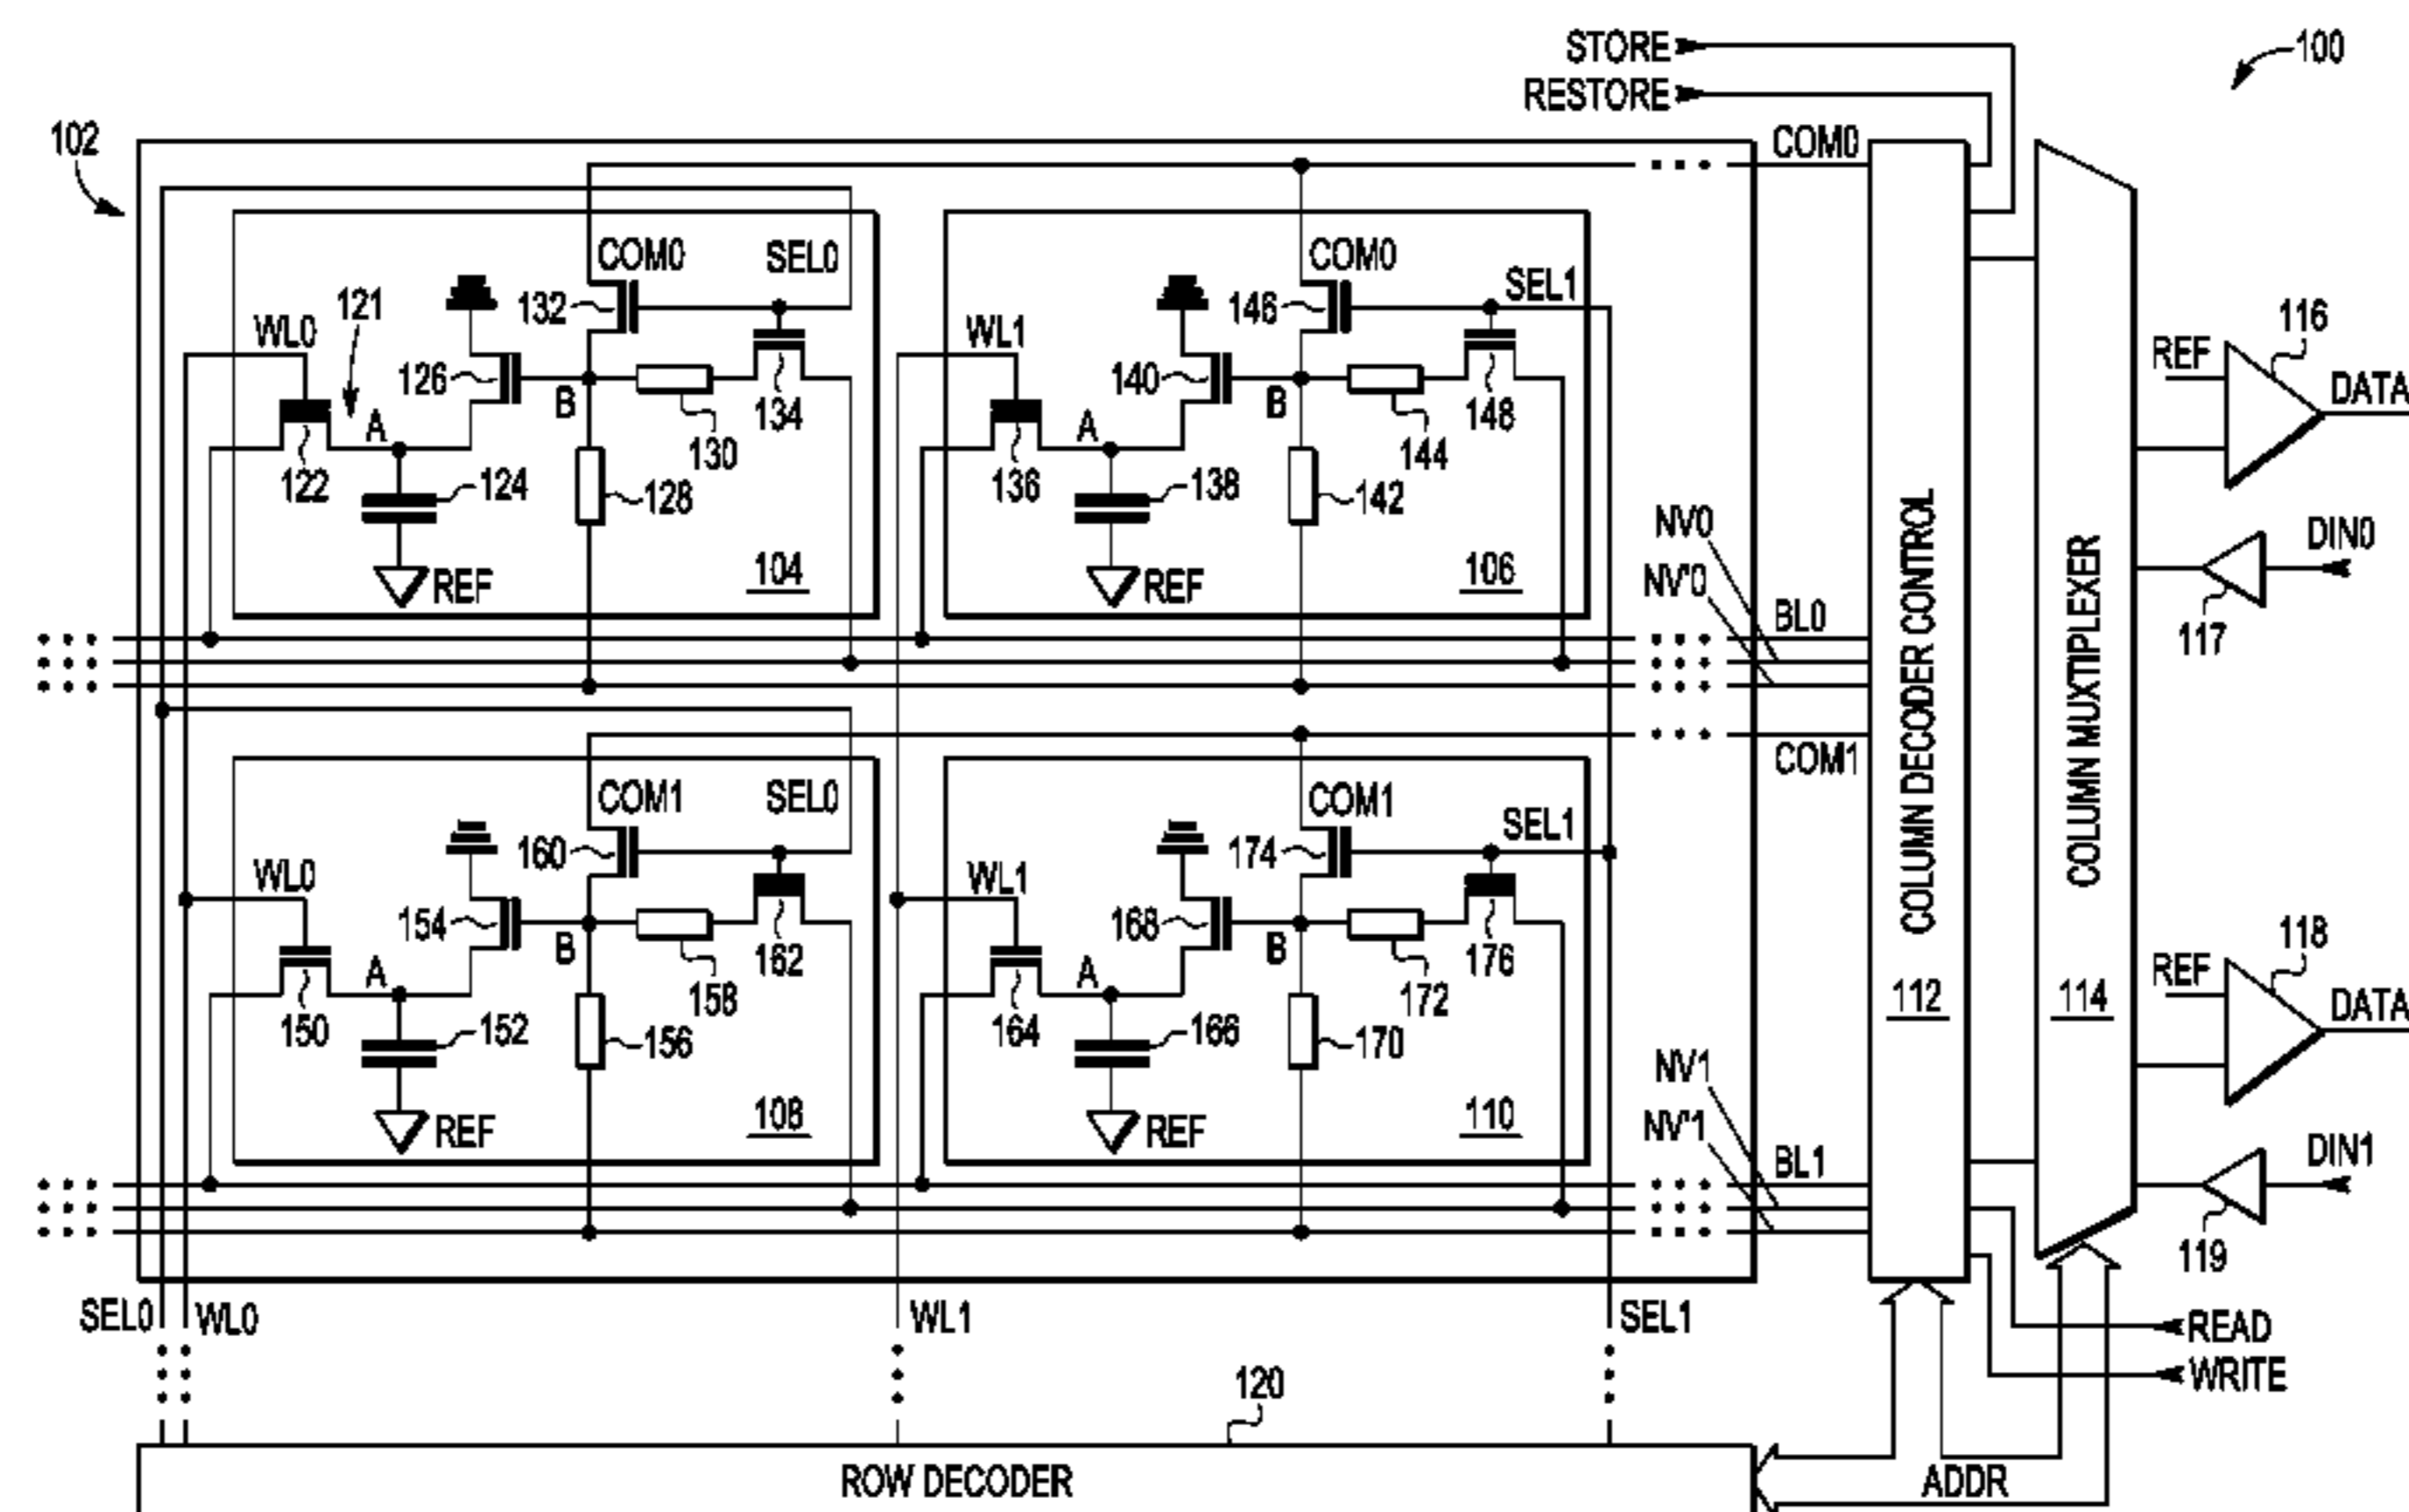 STORE
RESTORE
100
102
COM0
COM0
SEL0
COM0
SEL1
132
146
121
WL0
WL1
126
140
116
REF
DATA
B
B
134
148
A
A
130
144
122
124
128
136
138
142
REF
104
REF
106
NV0
NV'0
BL0
DIN0
117
COLUMN DECODER CONTROL
112
COLUMN MUXTIPLEXER
114
COM1
COM1
SEL0
COM1
SEL1
160
174
WL0
WL1
154
168
118
REF
DATA
B
B
162
176
A
A
158
172
150
152
156
164
166
170
REF
108
REF
110
NV1
NV'1
BL1
DIN1
119
SEL0
WL0
WL1
SEL1
READ
WRITE
120
ROW DECODER
ADDR